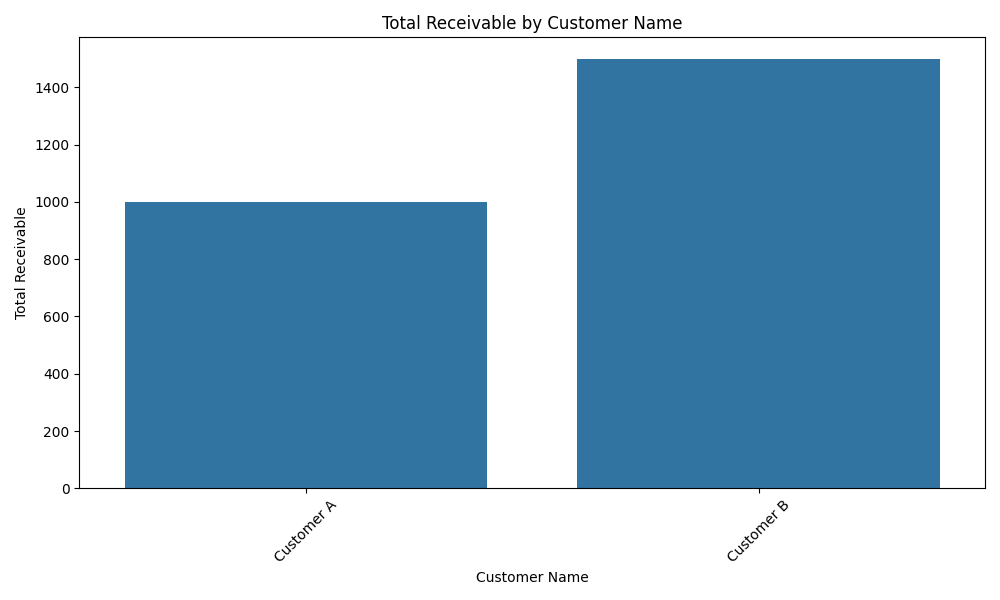 Total Receivable by Customer Name
Total Receivable
1400
1200
1000
800
600
400
200
0
Customer A
Customer B
Customer Name